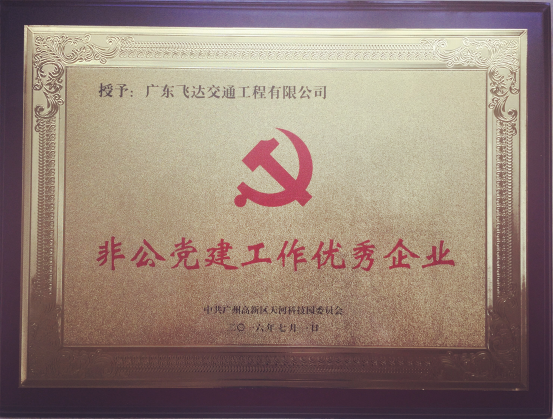 授予：广东飞达交通工程有限公司
非公党建工作优秀企业
中共广州高新区天河科技园委员会
二〇一六年七月一日